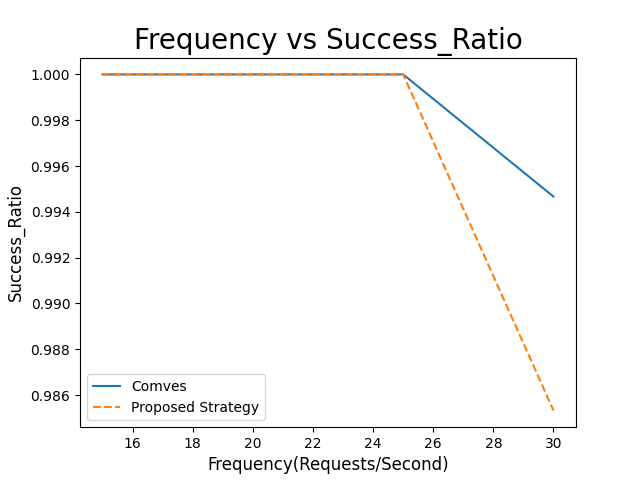 Frequency vs Success_Ratio
1.000
0.998
0.996
0.994
0.992
0.990
0.988
0.986
Success_Ratio
Comves
Proposed Strategy
16 18 20 22 24 26 28 30
Frequency(Requests/Second)